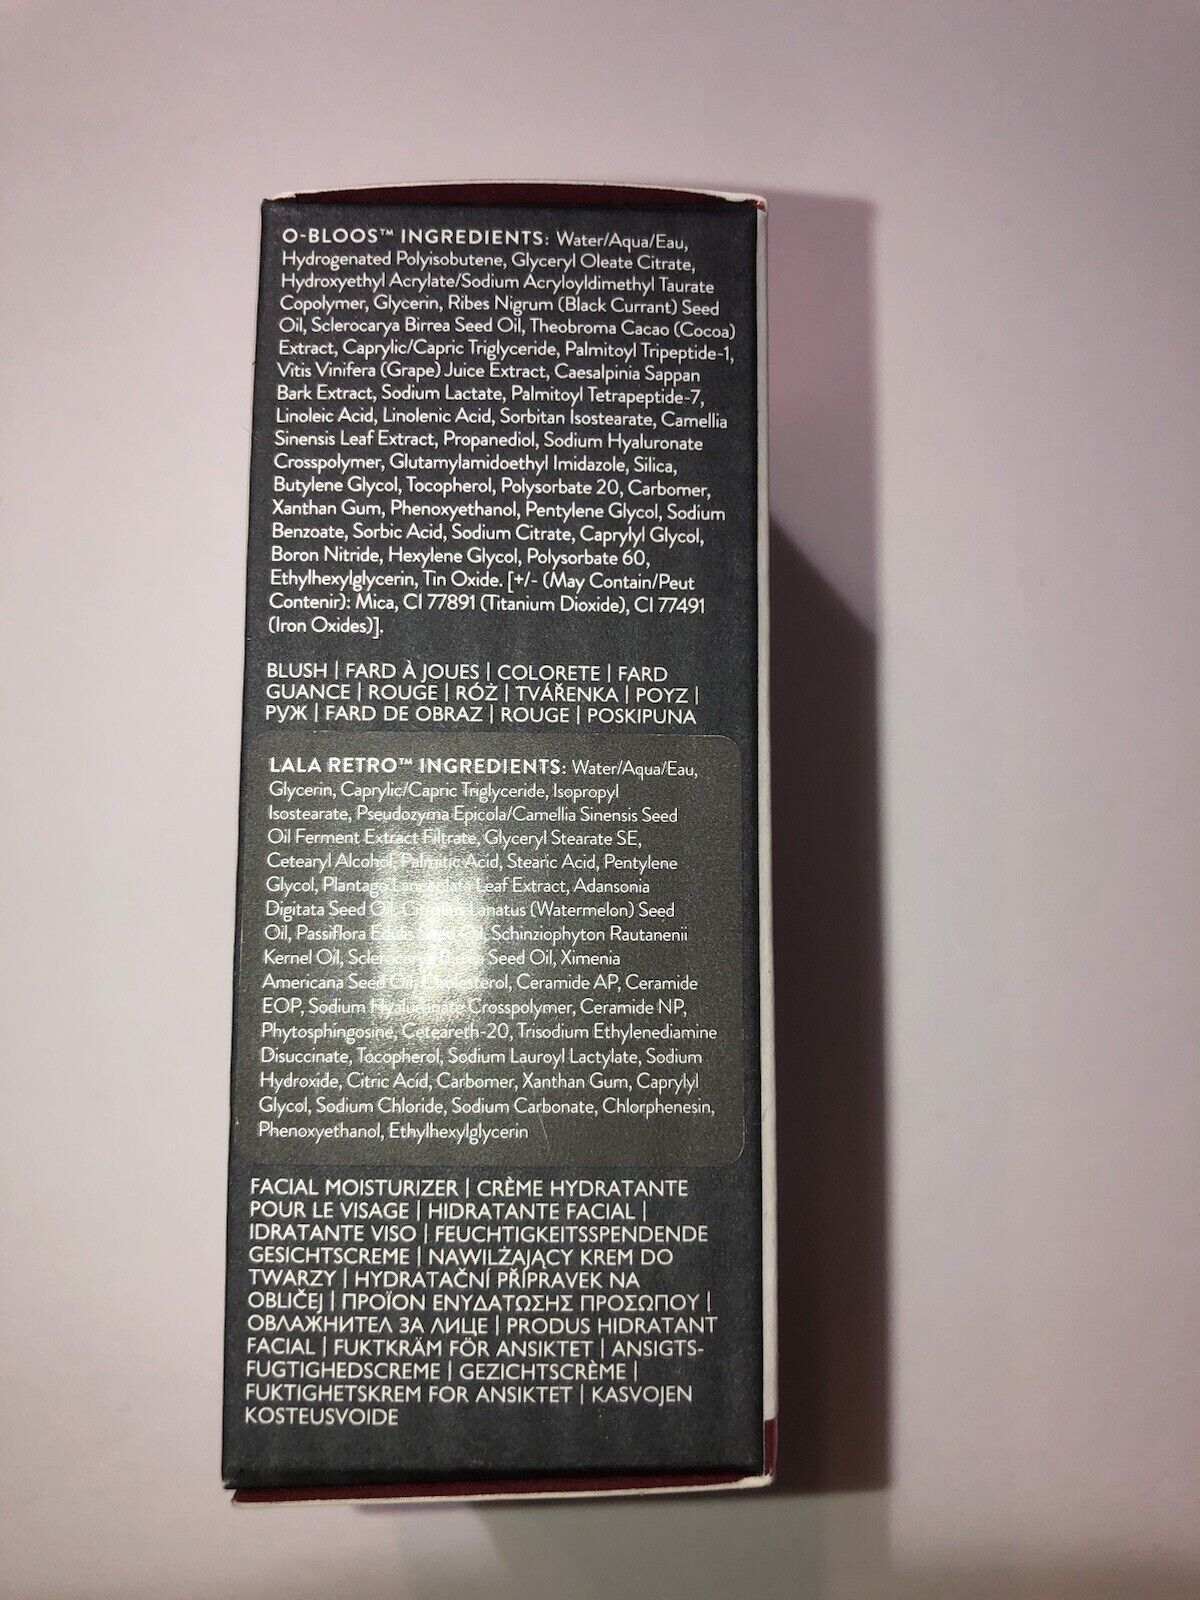 O-BLOOS™ INGREDIENTS: Water/Aqua/Eau,
Hydrogenated Polyisobutene, Glyceryl Oleate Citrate,
Hydroxyethyl Acrylate/Sodium Acryloyldimethyl Taurate
Copolymer, Glycerin, Ribes Nigrum (Black Currant) Seed
Oil, Sclerocarya Birrea Seed Oil, Theobroma Cacao (Cocoa)
Extract, Caprylic/Capric Triglyceride, Palmitoyl Tripeptide-1,
Vitis Vinifera (Grape) Juice Extract, Caesalpinia Sappan
Bark Extract, Sodium Lactate, Palmitoyl Tetrapeptide-7,
Linoleic Acid, Linolenic Acid, Sorbitan Isostearate, Camellia
Sinensis Leaf Extract, Propanediol, Sodium Hyaluronate
Crosspolymer, Glutamylamidoethyl Imidazole, Silica,
Butylene Glycol, Tocopherol, Polysorbate 20, Carbomer,
Xanthan Gum, Phenoxyethanol, Pentylene Glycol, Sodium
Benzoate, Sorbic Acid, Sodium Citrate, Caprylyl Glycol,
Boron Nitride, Hexylene Glycol, Polysorbate 60,
Ethylhexylglycerin, Tin Oxide. [+/- (May Contain/Peut
Contenir): Mica, CI 77891 (Titanium Dioxide), CI 77491
(Iron Oxides)].
BLUSH | FARD À JOUES | COLORETE | FARD
GUANCE | ROUGE | RÓŻ | TVÁŘENKA | ΡΟΥΖ |
РУЖ | FARD DE OBRAZ | ROUGE | POSKIPUNA
LALA RETRO™ INGREDIENTS: Water/Aqua/Eau,
Glycerin, Caprylic/Capric Triglyceride, Isopropyl
Isostearate, Pseudozyma Epicola/Camellia Sinensis Seed
Oil Ferment Extract Filtrate, Glyceryl Stearate SE,
Cetearyl Alcohol, Palmitic Acid, Stearic Acid, Pentylene
Glycol, Plantago Lanceolata Leaf Extract, Adansonia
Digitata Seed Oil, Citrullus Lanatus (Watermelon) Seed
Oil, Passiflora Edulis Seed Oil, Schinziophyton Rautanenii
Kernel Oil, Sclerocarya Birrea Seed Oil, Ximenia
Americana Seed Oil, Cholesterol, Ceramide AP, Ceramide
EOP, Sodium Hyaluronate Crosspolymer, Ceramide NP,
Phytosphingosine, Ceteareth-20, Trisodium Ethylenediamine
Disuccinate, Tocopherol, Sodium Lauroyl Lactylate, Sodium
Hydroxide, Citric Acid, Carbomer, Xanthan Gum, Caprylyl
Glycol, Sodium Chloride, Sodium Carbonate, Chlorphenesin,
Phenoxyethanol, Ethylhexylglycerin
FACIAL MOISTURIZER | CRÈME HYDRATANTE
POUR LE VISAGE | HIDRATANTE FACIAL |
IDRATANTE VISO | FEUCHTIGKEITSSPENDENDE
GESICHTSCREME | NAWILŻAJĄCY KREM DO
TWARZY | HYDRATAČNÍ PŘÍPRAVEK NA
OBLIČEJ | ΠΡΟΪΟΝ ΕΝΥΔΑΤΩΣΗΣ ΠΡΟΣΩΠΟΥ |
ОВЛАЖНИТЕЛ ЗА ЛИЦЕ | PRODUS HIDRATANT
FACIAL | FUKTKRÄM FÖR ANSIKTET | ANSIGTS-
FUGTIGHEDSCREME | GEZICHTSCRÈME |
FUKTIGHETSKREM FOR ANSIKTET | KASVOJEN
KOSTEUSVOIDE